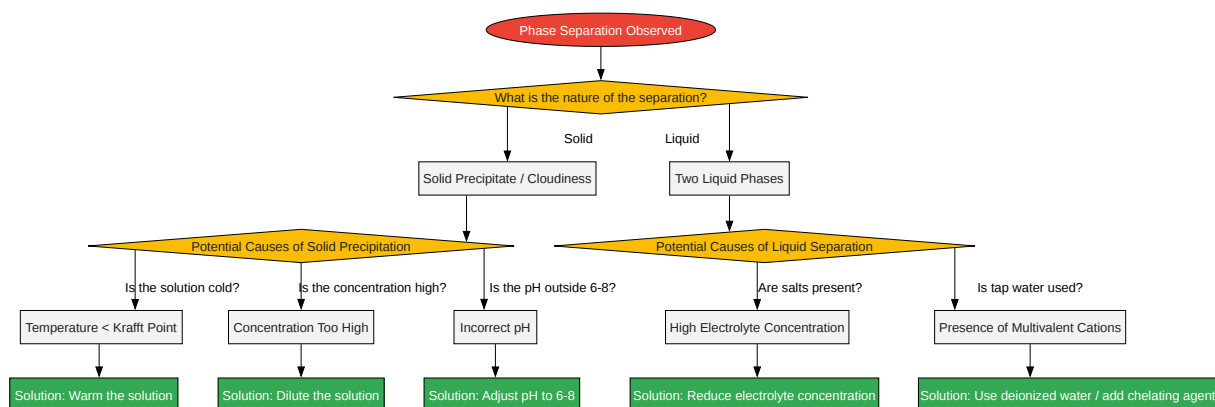 Phase Separation Observed
What is the nature of the separation?
Solid
Liquid
Solid Precipitate / Cloudiness
Two Liquid Phases
Potential Causes of Solid Precipitation
Potential Causes of Liquid Separation
Is the solution cold?
Is the concentration high?
Is the pH outside 6-8?
Are salts present?
Is tap water used?
Temperature < Krafft Point
Concentration Too High
Incorrect pH
High Electrolyte Concentration
Presence of Multivalent Cations
Solution: Warm the solution
Solution: Dilute the solution
Solution: Adjust pH to 6-8
Solution: Reduce electrolyte concentration
Solution: Use deionized water / add chelating agent